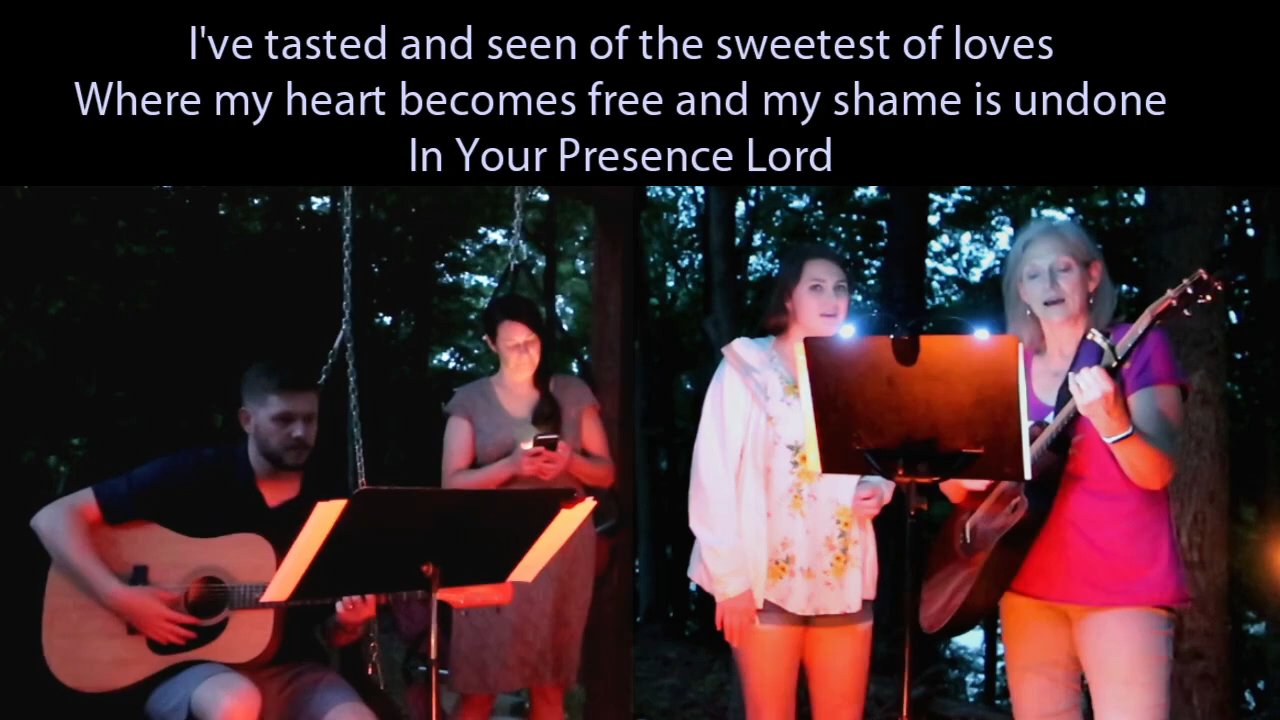 I've tasted and seen of the sweetest of loves
Where my heart becomes free and my shame is undone
In Your Presence Lord